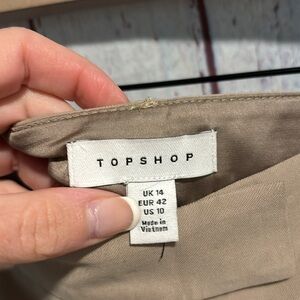 TOPSHOP
UK 14
EUR 42
US 10
Made in
Vietnam